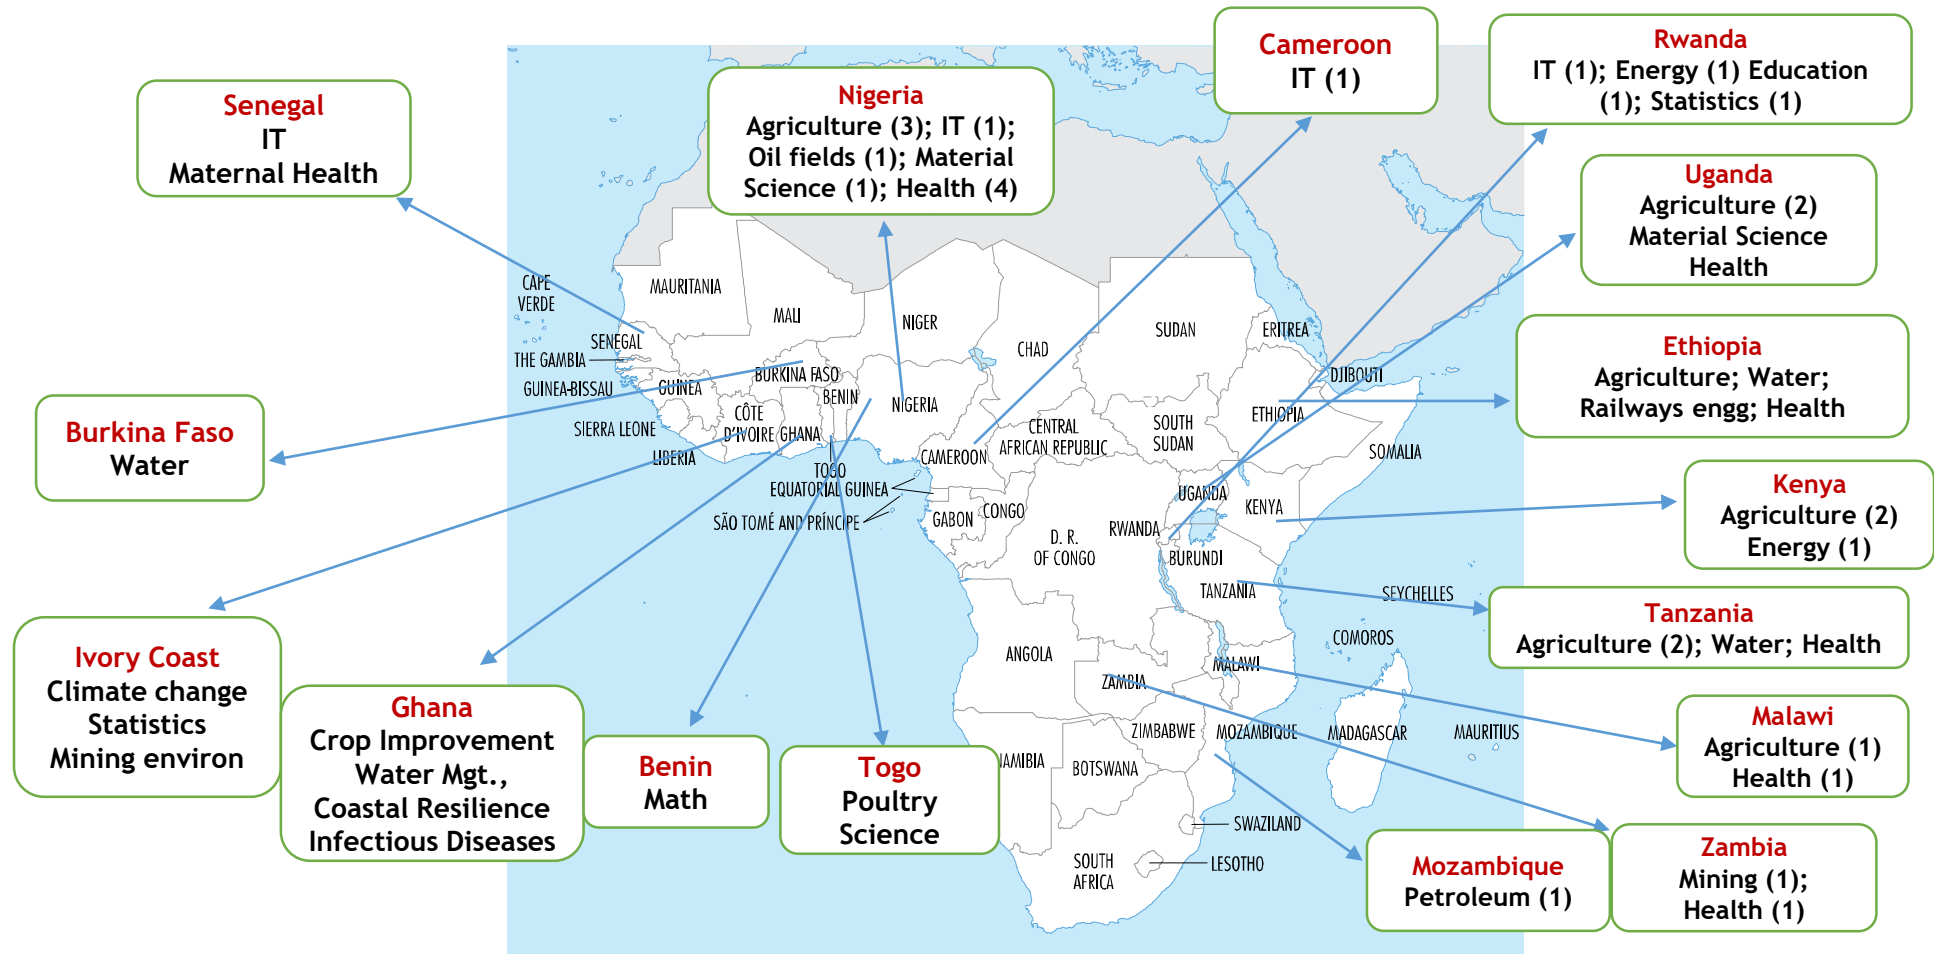 Cameroon
IT (1)
Rwanda
IT (1); Energy (1) Education
(1); Statistics (1)
Senegal
IT
Maternal Health
Nigeria
Agriculture (3); IT (1);
Oil fields (1); Material
Science (1); Health (4)
Uganda
Agriculture (2)
Material Science
Health
Ethiopia
Agriculture; Water;
Railways engg; Health
Burkina Faso
Water
Kenya
Agriculture (2)
Energy (1)
Tanzania
Agriculture (2); Water; Health
Ivory Coast
Climate change
Statistics
Mining environ
Ghana
Crop Improvement
Water Mgt.,
Coastal Resilience
Infectious Diseases
Benin
Math
Togo
Poultry
Science
Malawi
Agriculture (1)
Health (1)
Mozambique
Petroleum (1)
Zambia
Mining (1);
Health (1)
CAPE
VERDE
MAURITANIA
MALI
NIGER
CHAD
SUDAN
ERITREA
SENEGAL
THE GAMBIA
GUINEA-BISSAU
GUINEA
BURKINA FASO
BENIN
NIGERIA
DJIBOUTI
ETHIOPIA
SIERRA LEONE
CÔTE
D'IVOIRE
GHANA
LIBERIA
TOGO
CAMEROON
CENTRAL
AFRICAN REPUBLIC
SOUTH
SUDAN
SOMALIA
EQUATORIAL GUINEA
SÃO TOMÉ AND PRÍNCIPE
GABON
CONGO
UGANDA
KENYA
RWANDA
D. R.
OF CONGO
BURUNDI
TANZANIA
SEYCHELLES
COMOROS
ANGOLA
MALAWI
ZAMBIA
ZIMBABWE
MOZAMBIQUE
MADAGASCAR
MAURITIUS
NAMIBIA
BOTSWANA
SWAZILAND
LESOTHO
SOUTH
AFRICA